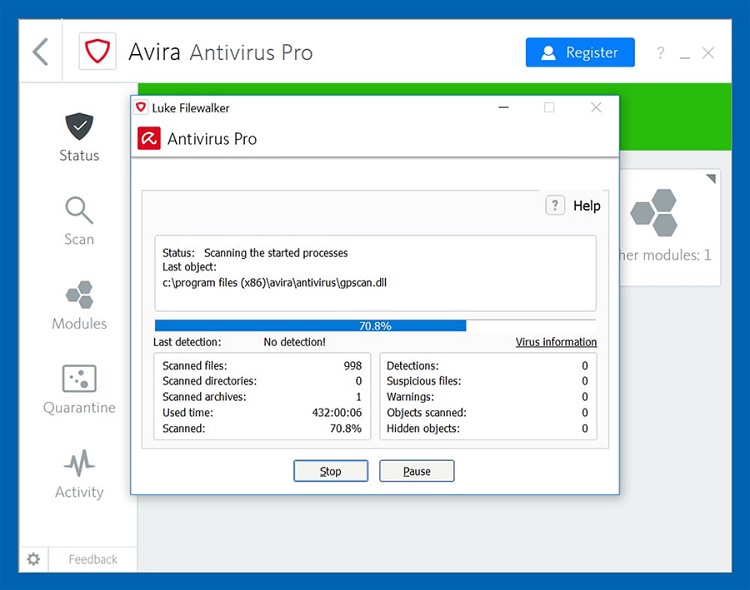 Avira Antivirus Pro
Register
?
Status
Scan
Modules
Quarantine
Activity
Feedback
her modules: 1
Luke Filewalker
Antivirus Pro
? Help
Status: Scanning the started processes
Last object:
c:\program files (x86)\avira\antivirus\gpscan.dll
70.8%
Last detection: No detection! Virus information
Scanned files: 998
Scanned directories: 0
Scanned archives: 1
Used time: 432:00:06
Scanned: 70.8%
Detections: 0
Suspicious files: 0
Warnings: 0
Objects scanned: 0
Hidden objects: 0
Stop
Pause